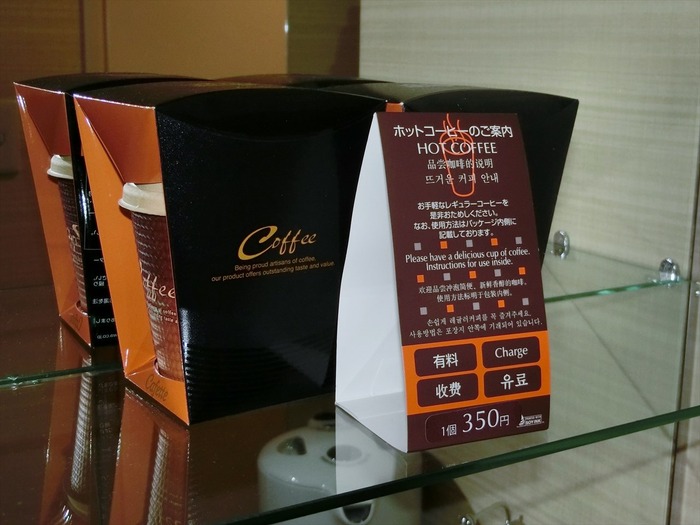 Coffee
Being proud artisans of coffee,
our product offers outstanding taste and value.
Coffee
ホットコーヒーのご案内
HOT COFFEE
品尝咖啡的说明
뜨거운 커피 안내
お手軽なレギュラーコーヒーを
是非おためしください。
なお、使用方法はパッケージ内側に
記載しております。
Please have a delicious cup of coffee.
Instructions for use inside.
欢迎品尝冲泡简便、新鲜香醇的咖啡。
使用方法标明于包装内侧。
손쉽게 레귤러커피를 꼭 즐겨주세요.
사용방법은 포장지 안쪽에 기재되어 있습니다.
有料
Charge
收费
유료
1個 350円